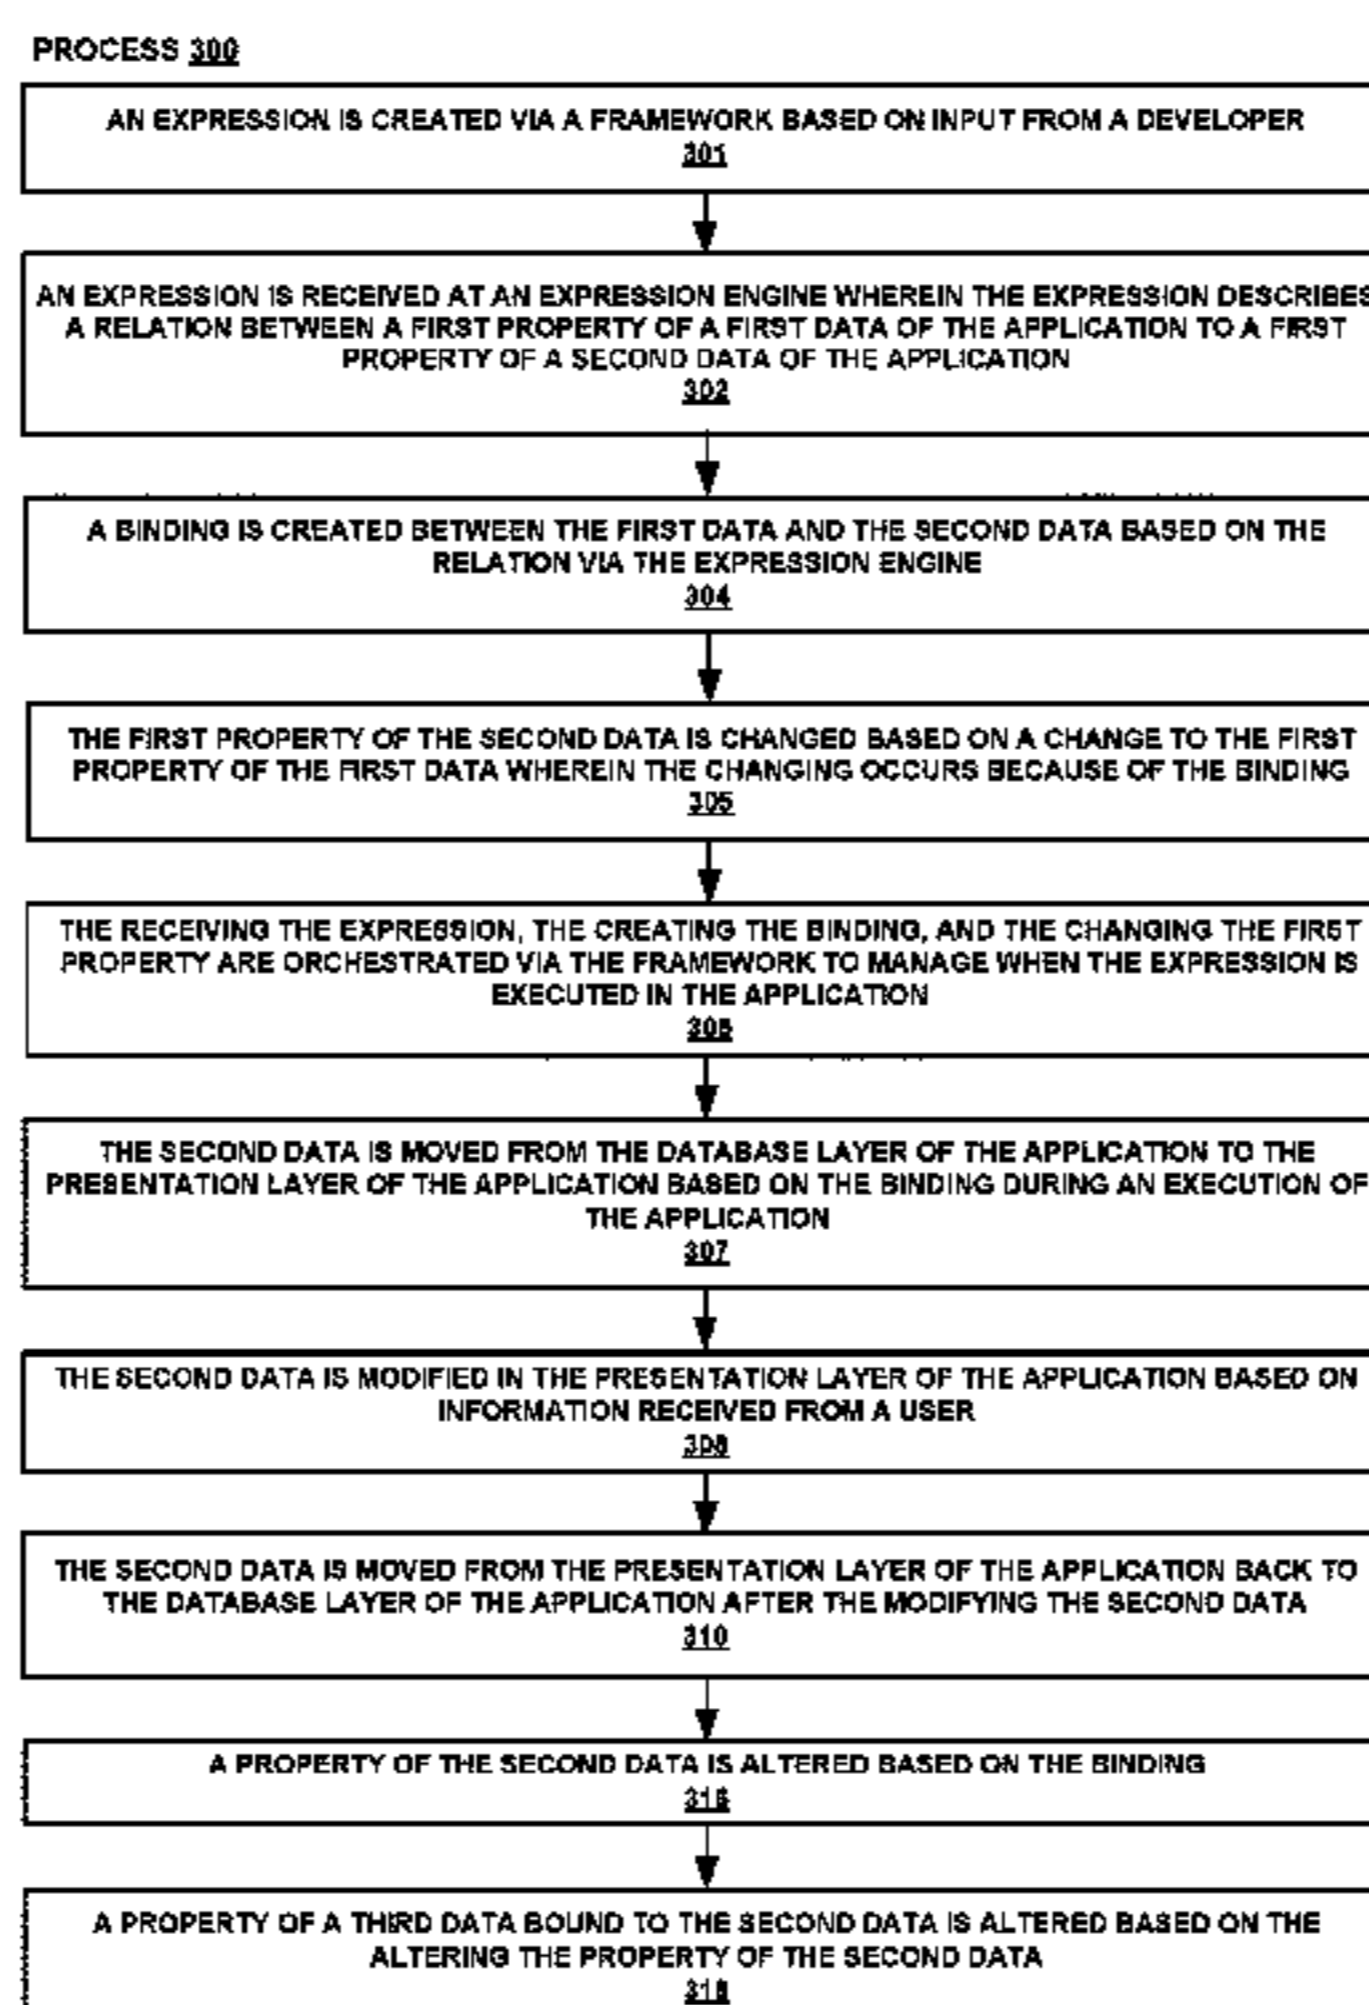 PROCESS 300
AN EXPRESSION IS CREATED VIA A FRAMEWORK BASED ON INPUT FROM A DEVELOPER
301
AN EXPRESSION IS RECEIVED AT AN EXPRESSION ENGINE WHEREIN THE EXPRESSION DESCRIBES
A RELATION BETWEEN A FIRST PROPERTY OF A FIRST DATA OF THE APPLICATION TO A FIRST
PROPERTY OF A SECOND DATA OF THE APPLICATION
302
A BINDING IS CREATED BETWEEN THE FIRST DATA AND THE SECOND DATA BASED ON THE
RELATION VIA THE EXPRESSION ENGINE
304
THE FIRST PROPERTY OF THE SECOND DATA IS CHANGED BASED ON A CHANGE TO THE FIRST
PROPERTY OF THE FIRST DATA WHEREIN THE CHANGING OCCURS BECAUSE OF THE BINDING
305
THE RECEIVING THE EXPRESSION, THE CREATING THE BINDING, AND THE CHANGING THE FIRST
PROPERTY ARE ORCHESTRATED VIA THE FRAMEWORK TO MANAGE WHEN THE EXPRESSION IS
EXECUTED IN THE APPLICATION
306
THE SECOND DATA IS MOVED FROM THE DATABASE LAYER OF THE APPLICATION TO THE
PRESENTATION LAYER OF THE APPLICATION BASED ON THE BINDING DURING AN EXECUTION OF
THE APPLICATION
307
THE SECOND DATA IS MODIFIED IN THE PRESENTATION LAYER OF THE APPLICATION BASED ON
INFORMATION RECEIVED FROM A USER
308
THE SECOND DATA IS MOVED FROM THE PRESENTATION LAYER OF THE APPLICATION BACK TO
THE DATABASE LAYER OF THE APPLICATION AFTER THE MODIFYING THE SECOND DATA
310
A PROPERTY OF THE SECOND DATA IS ALTERED BASED ON THE BINDING
316
A PROPERTY OF A THIRD DATA BOUND TO THE SECOND DATA IS ALTERED BASED ON THE
ALTERING THE PROPERTY OF THE SECOND DATA
318